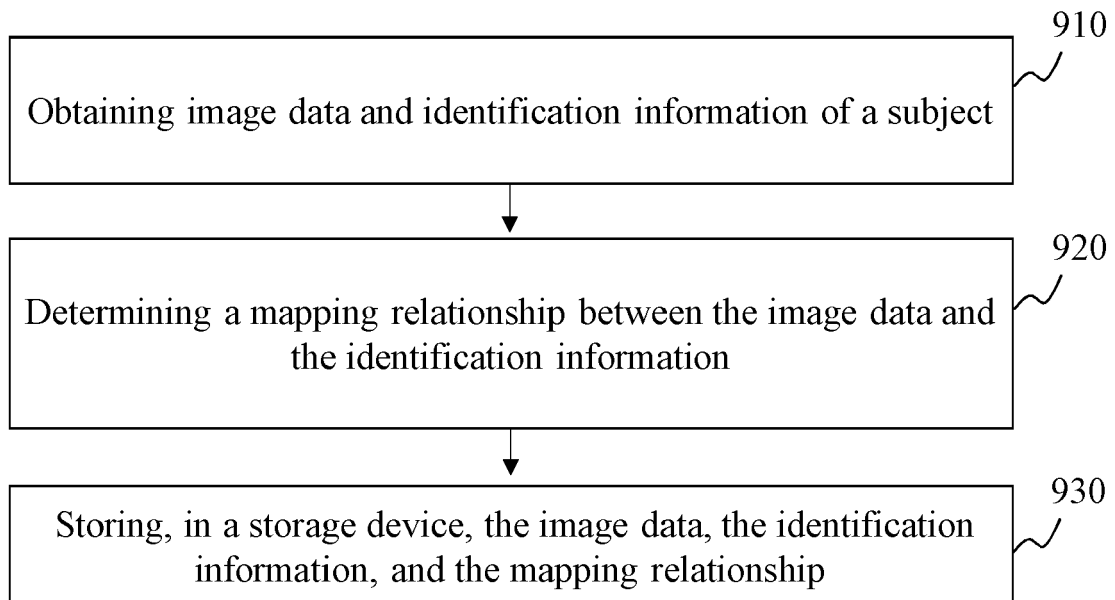 910
Obtaining image data and identification information of a subject
920
Determining a mapping relationship between the image data and
the identification information
930
Storing, in a storage device, the image data, the identification
information, and the mapping relationship